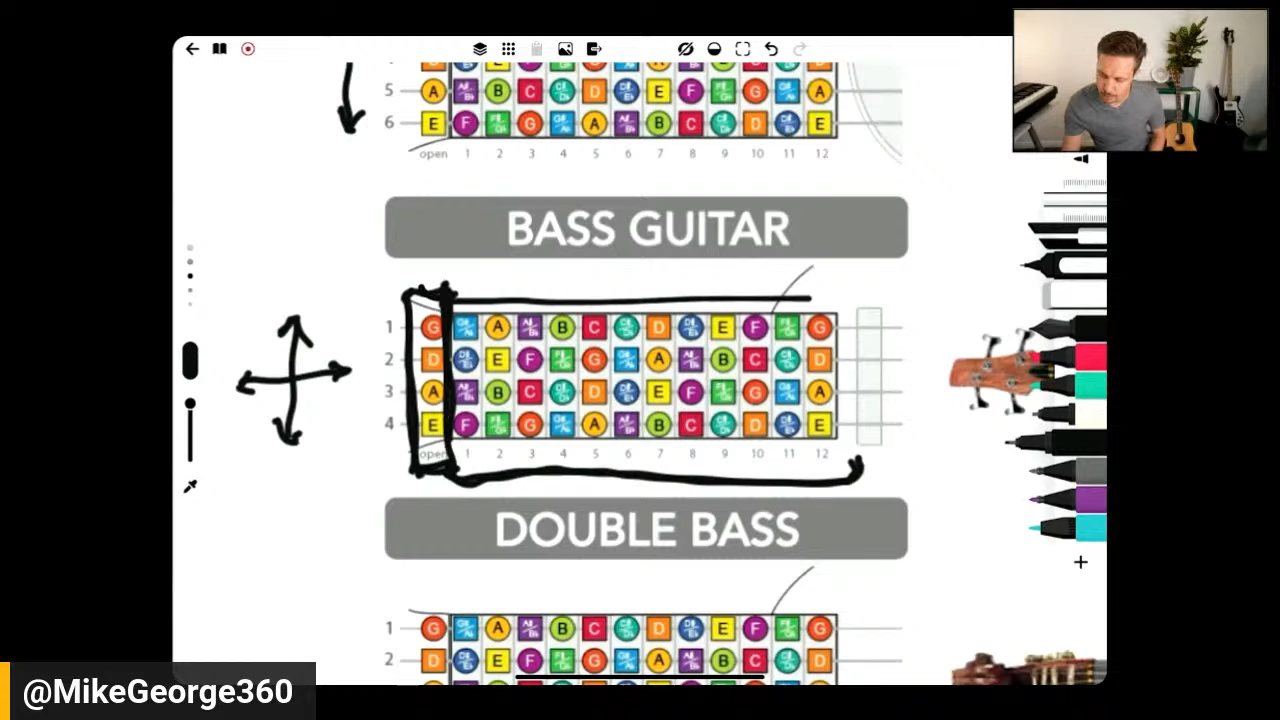 5 A A♯/B♭ B C C♯/D♭ D D♯/E♭ E F F♯/G♭ G G♯/A♭ A
6 E F F♯/G♭ G G♯/A♭ A A♯/B♭ B C C♯/D♭ D D♯/E♭ E
open 1 2 3 4 5 6 7 8 9 10 11 12
BASS GUITAR
1 G G♯/A♭ A A♯/B♭ B C C♯/D♭ D D♯/E♭ E F F♯/G♭ G
2 D D♯/E♭ E F F♯/G♭ G G♯/A♭ A A♯/B♭ B C C♯/D♭ D
3 A A♯/B♭ B C C♯/D♭ D D♯/E♭ E F F♯/G♭ G G♯/A♭ A
4 E F F♯/G♭ G G♯/A♭ A A♯/B♭ B C C♯/D♭ D D♯/E♭ E
open 1 2 3 4 5 6 7 8 9 10 11 12
DOUBLE BASS
1 G G♯/A♭ A A♯/B♭ B C C♯/D♭ D D♯/E♭ E F F♯/G♭ G
2 D D♯/E♭ E F F♯/G♭ G G♯/A♭ A A♯/B♭ B C C♯/D♭ D
@MikeGeorge360